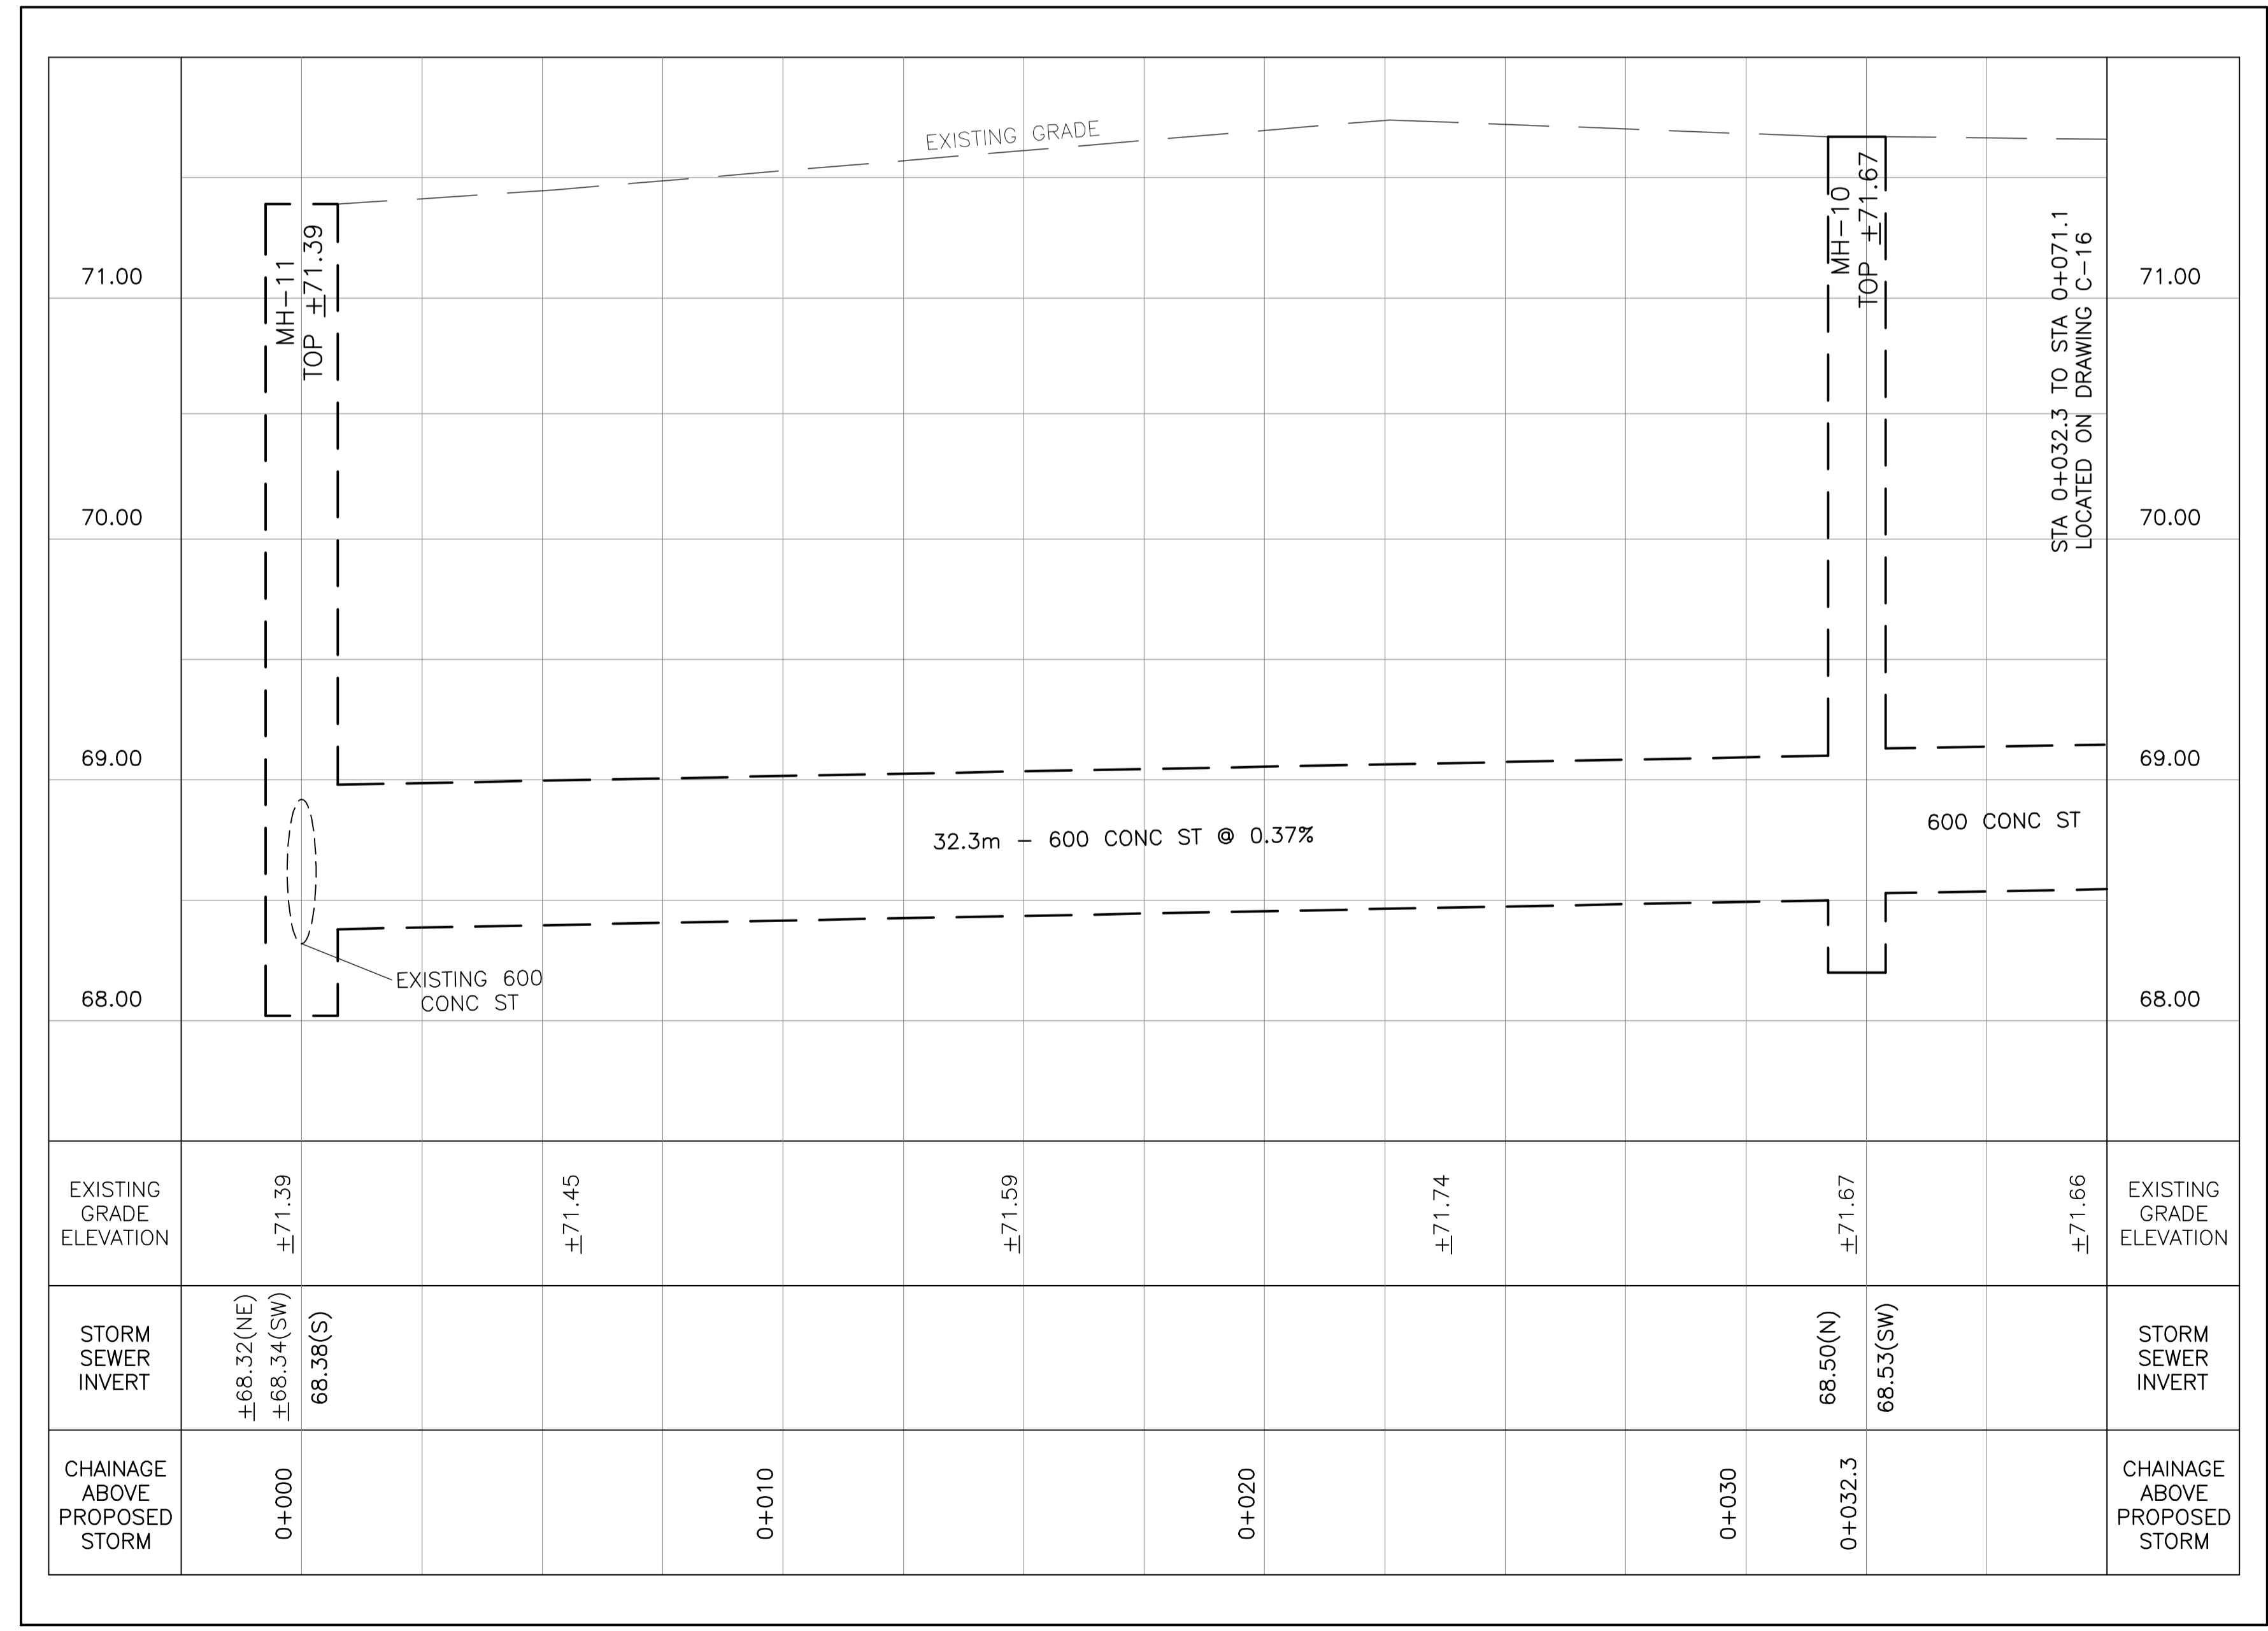 EXISTING GRADE
MH-11
TOP ±71.39
MH-10
TOP ±71.67
STA 0+032.3 TO STA 0+071.1
LOCATED ON DRAWING C-16
71.00
71.00
70.00
70.00
69.00
69.00
32.3m - 600 CONC ST @ 0.37%
600 CONC ST
EXISTING 600
CONC ST
68.00
68.00
EXISTING
GRADE
ELEVATION
±71.39
±71.45
±71.59
±71.74
±71.67
±71.66
EXISTING
GRADE
ELEVATION
STORM
SEWER
INVERT
±68.32(NE)
±68.34(SW)
68.38(S)
68.50(N)
68.53(SW)
STORM
SEWER
INVERT
CHAINAGE
ABOVE
PROPOSED
STORM
0+000
0+010
0+020
0+030
0+032.3
CHAINAGE
ABOVE
PROPOSED
STORM